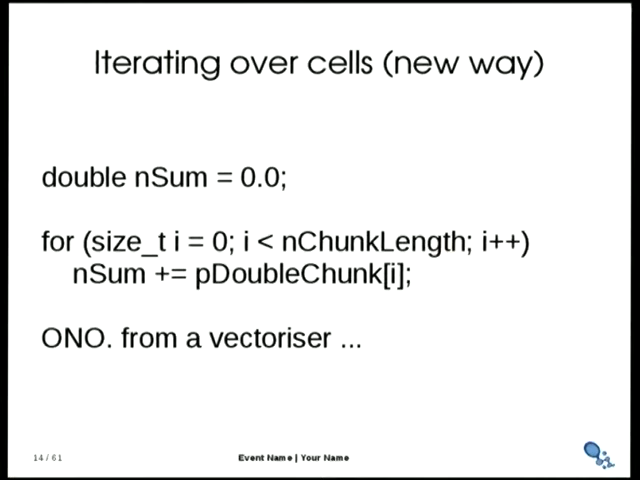 Iterating over cells (new way)
double nSum = 0.0;
for (size_t i = 0; i < nChunkLength; i++)
nSum += pDoubleChunk[i];
ONO. from a vectoriser ...
14 / 61
Event Name | Your Name